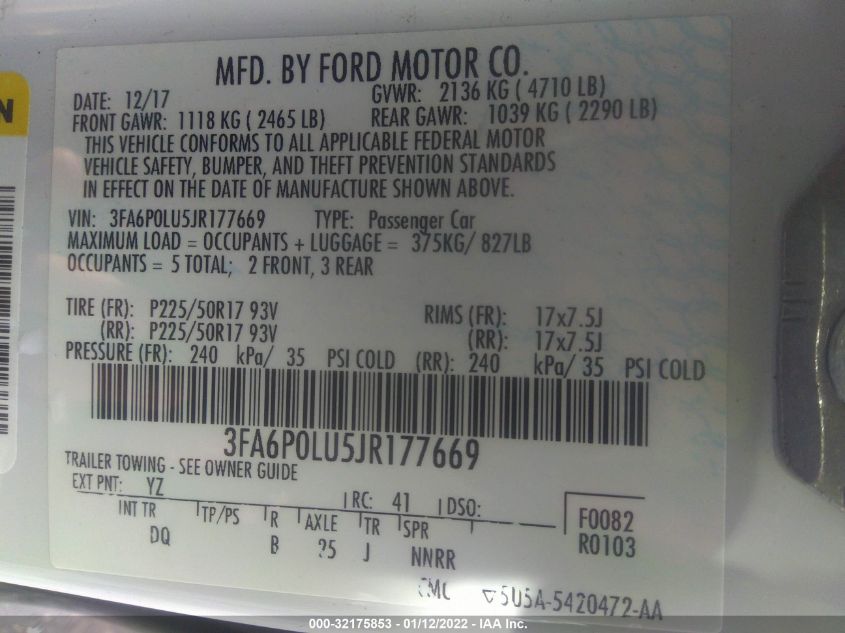 N
MFD. BY FORD MOTOR CO.
DATE: 12/17 GVWR: 2136 KG ( 4710 LB)
FRONT GAWR: 1118 KG ( 2465 LB) REAR GAWR: 1039 KG ( 2290 LB)
THIS VEHICLE CONFORMS TO ALL APPLICABLE FEDERAL MOTOR
VEHICLE SAFETY, BUMPER, AND THEFT PREVENTION STANDARDS
IN EFFECT ON THE DATE OF MANUFACTURE SHOWN ABOVE.
VIN: 3FA6P0LU5JR177669 TYPE: Passenger Car
MAXIMUM LOAD = OCCUPANTS + LUGGAGE = 375KG/ 827LB
OCCUPANTS = 5 TOTAL; 2 FRONT, 3 REAR
TIRE (FR): P225/50R17 93V RIMS (FR): 17x7.5J
(RR): P225/50R17 93V (RR): 17x7.5J
PRESSURE (FR): 240 kPa/ 35 PSI COLD (RR): 240 kPa/ 35 PSI COLD
3FA6P0LU5JR177669
TRAILER TOWING - SEE OWNER GUIDE
EXT PNT: YZ RC: 41 DSO:
INT TR TP/PS R AXLE TR SPR F0082
DQ B 25 J NNRR R0103
5U5A-5420472-AA
000-32175853 - 01/12/2022 - IAA Inc.